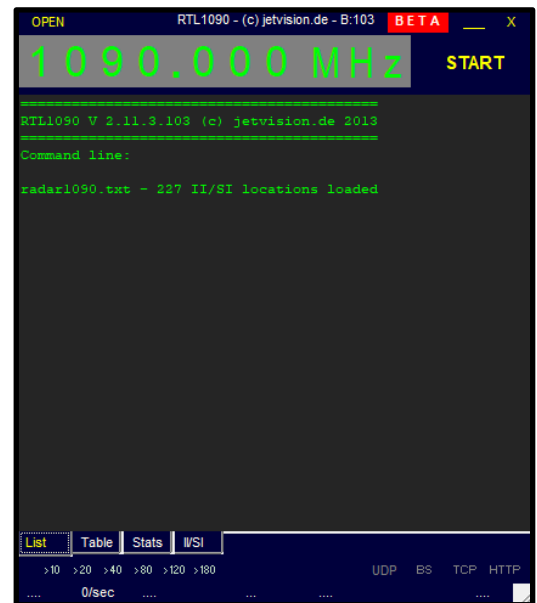 OPEN RTL1090 - (c) jetvision.de - B:103 BETA __ X
1090.000 MHz START
==========================================
RTL1090 V 2.11.3.103 (c) jetvision.de 2013
==========================================
Command line:
radar1090.txt - 227 II/SI locations loaded
List Table Stats II/SI
>10 >20 >40 >80 >120 >180 UDP BS TCP HTTP
.... 0/sec .... ... .... ....